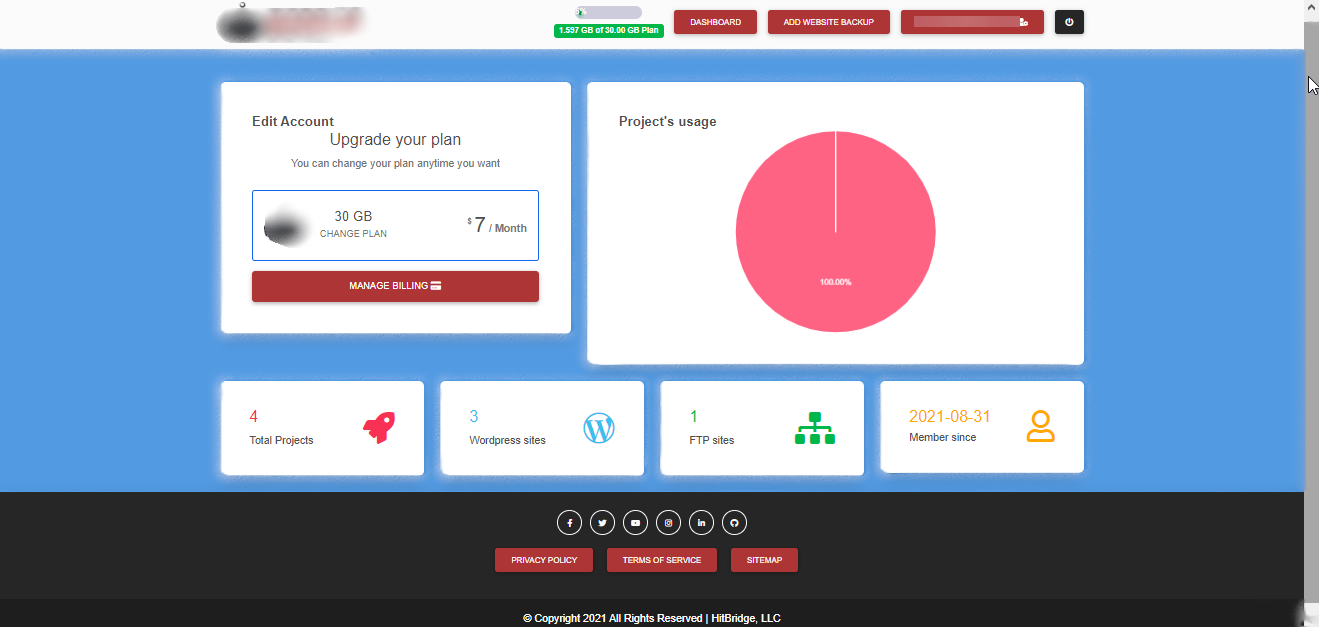 1.597 GB of 30.00 GB Plan
DASHBOARD
ADD WEBSITE BACKUP
Edit Account
Upgrade your plan
You can change your plan anytime you want
30 GB
CHANGE PLAN
$7 / Month
MANAGE BILLING
Project's usage
100.00%
4
Total Projects
3
Wordpress sites
1
FTP sites
2021-08-31
Member since
PRIVACY POLICY
TERMS OF SERVICE
SITEMAP
© Copyright 2021 All Rights Reserved | HitBridge, LLC